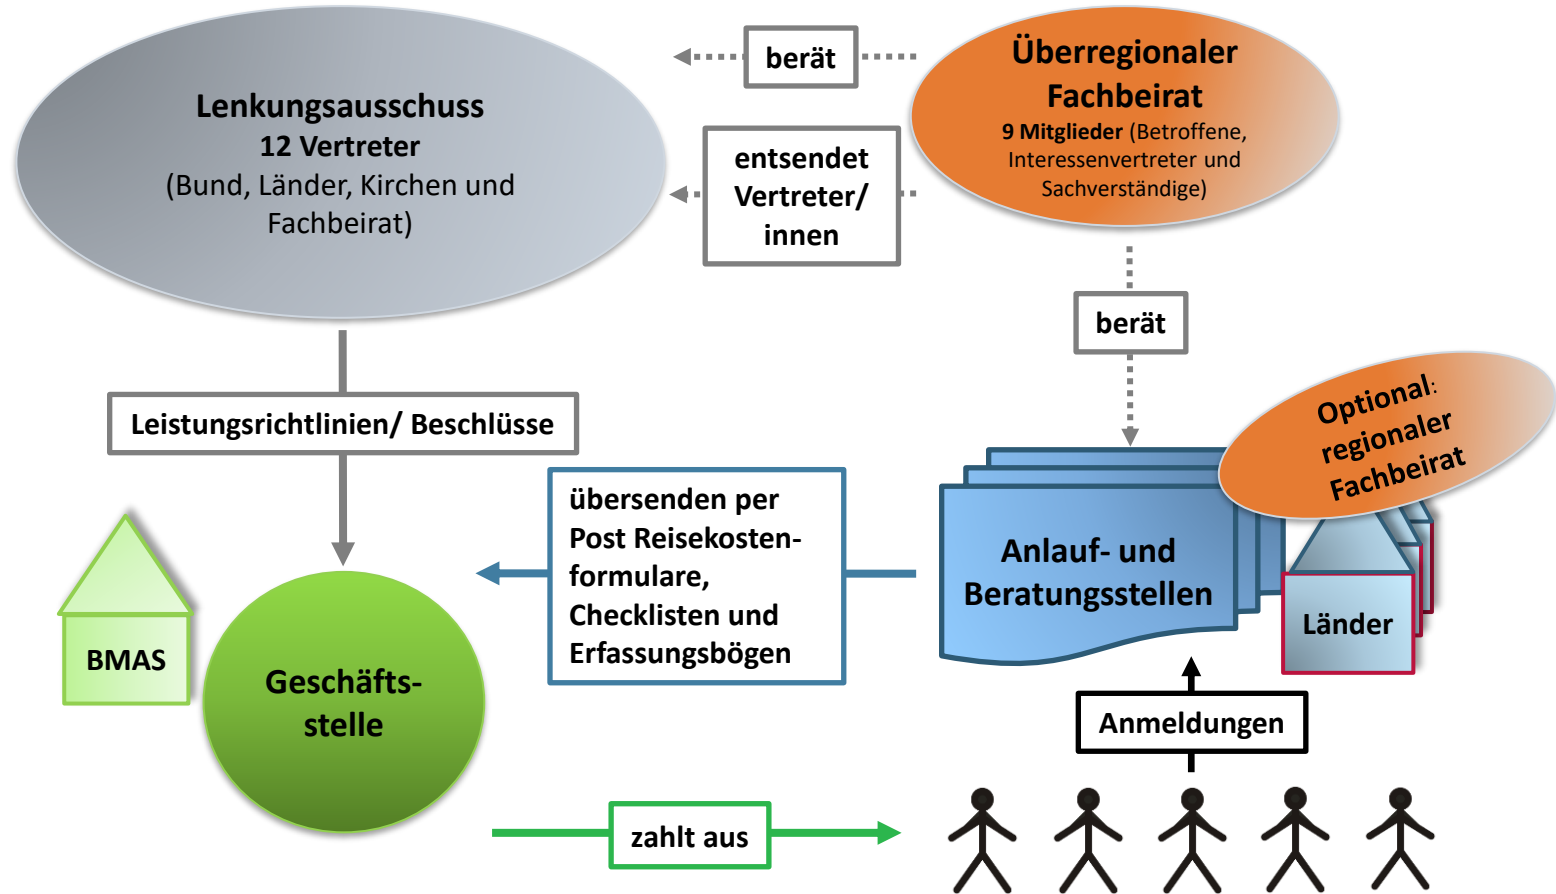 Lenkungsausschuss
12 Vertreter
(Bund, Länder, Kirchen und
Fachbeirat)
berät
entsendet
Vertreter/
innen
Überregionaler
Fachbeirat
9 Mitglieder (Betroffene,
Interessenvertreter und
Sachverständige)
berät
Leistungsrichtlinien/ Beschlüsse
Optional:
regionaler
Fachbeirat
übersenden per
Post Reisekosten-
formulare,
Checklisten und
Erfassungsbögen
Anlauf- und
Beratungsstellen
Länder
BMAS
Geschäfts-
stelle
Anmeldungen
zahlt aus